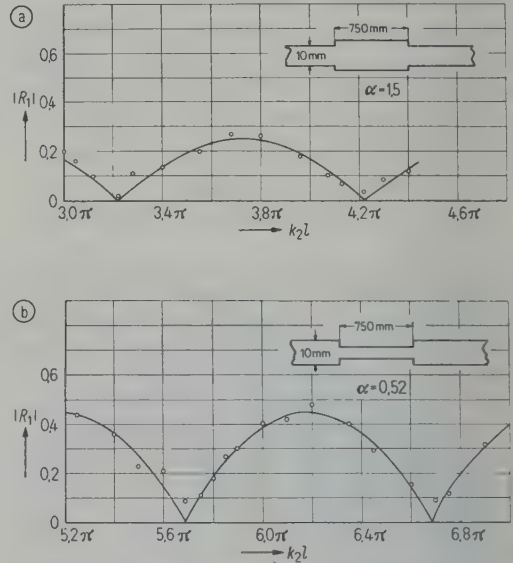 a
750 mm
10 mm
α=1,5
0,6
0,4
|R₁|
0,2
0
3,0π 3,4π 3,8π 4,2π 4,6π
k₂l
b
750mm
10mm
α=0,52
0,6
0,4
|R₁|
0,2
0
5,2π 5,6π 6,0π 6,4π 6,8π
k₂l